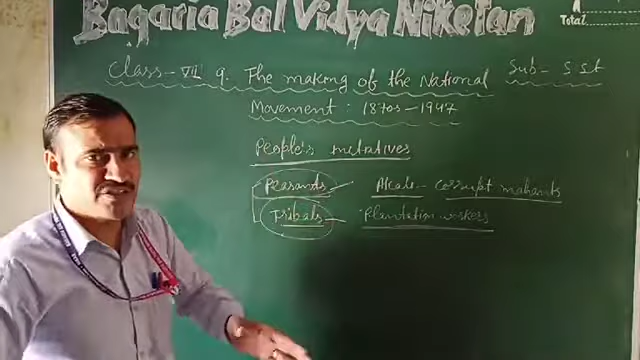 Bagaria Bal Vidya Niketan
Total
Class - VIII 9. The making of the National Sub - S St
Movement : 1870s - 1947
People's initiatives
Peasants - Akalis - corrupt mahants
Tribals - Plantation workers